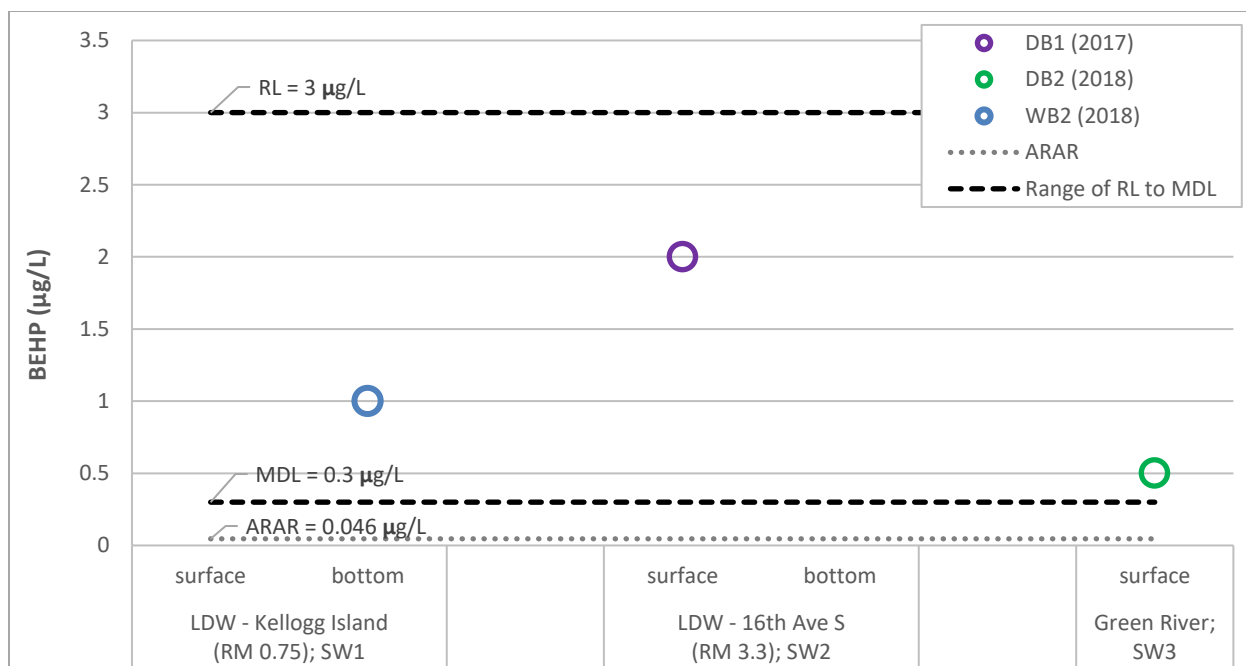 BEHP (µg/L)
3.5
3
2.5
2
1.5
1
0.5
0
RL = 3 µg/L
MDL = 0.3 µg/L
ARAR = 0.046 µg/L
DB1 (2017)
DB2 (2018)
WB2 (2018)
ARAR
Range of RL to MDL
surface bottom surface bottom surface
LDW - Kellogg Island LDW - 16th Ave S Green River;
(RM 0.75); SW1 (RM 3.3); SW2 SW3